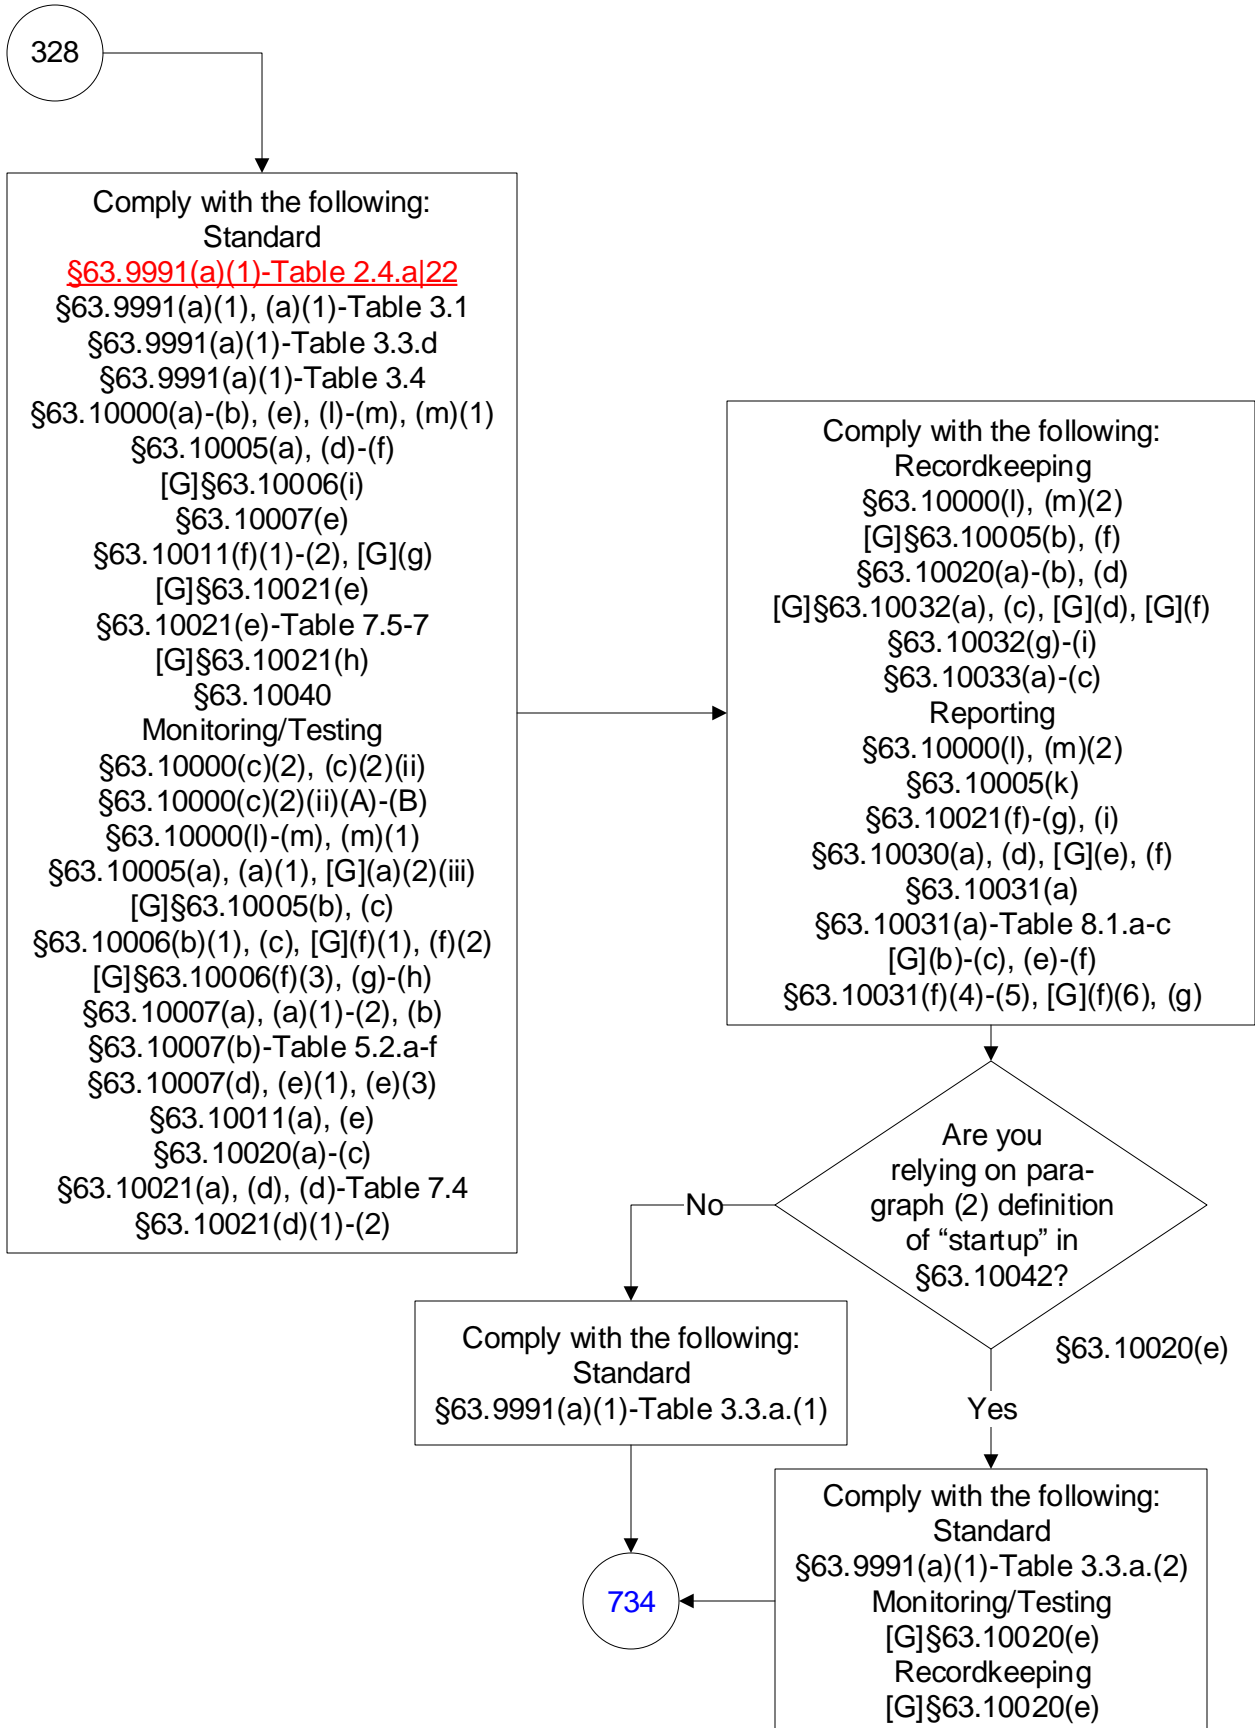 328
Comply with the following:
Standard
§63.9991(a)(1)-Table 2.4.a|22
§63.9991(a)(1), (a)(1)-Table 3.1
§63.9991(a)(1)-Table 3.3.d
§63.9991(a)(1)-Table 3.4
§63.10000(a)-(b), (e), (l)-(m), (m)(1)
§63.10005(a), (d)-(f)
[G]§63.10006(i)
§63.10007(e)
§63.10011(f)(1)-(2), [G](g)
[G]§63.10021(e)
§63.10021(e)-Table 7.5-7
[G]§63.10021(h)
§63.10040
Monitoring/Testing
§63.10000(c)(2), (c)(2)(ii)
§63.10000(c)(2)(ii)(A)-(B)
§63.10000(l)-(m), (m)(1)
§63.10005(a), (a)(1), [G](a)(2)(iii)
[G]§63.10005(b), (c)
§63.10006(b)(1), (c), [G](f)(1), (f)(2)
[G]§63.10006(f)(3), (g)-(h)
§63.10007(a), (a)(1)-(2), (b)
§63.10007(b)-Table 5.2.a-f
§63.10007(d), (e)(1), (e)(3)
§63.10011(a), (e)
§63.10020(a)-(c)
§63.10021(a), (d), (d)-Table 7.4
§63.10021(d)(1)-(2)
Comply with the following:
Recordkeeping
§63.10000(l), (m)(2)
[G]§63.10005(b), (f)
§63.10020(a)-(b), (d)
[G]§63.10032(a), (c), [G](d), [G](f)
§63.10032(g)-(i)
§63.10033(a)-(c)
Reporting
§63.10000(l), (m)(2)
§63.10005(k)
§63.10021(f)-(g), (i)
§63.10030(a), (d), [G](e), (f)
§63.10031(a)
§63.10031(a)-Table 8.1.a-c
[G](b)-(c), (e)-(f)
§63.10031(f)(4)-(5), [G](f)(6), (g)
Are you
relying on para-
graph (2) definition
of “startup” in
§63.10042?
No
§63.10020(e)
Yes
Comply with the following:
Standard
§63.9991(a)(1)-Table 3.3.a.(1)
Comply with the following:
Standard
§63.9991(a)(1)-Table 3.3.a.(2)
Monitoring/Testing
[G]§63.10020(e)
Recordkeeping
[G]§63.10020(e)
734